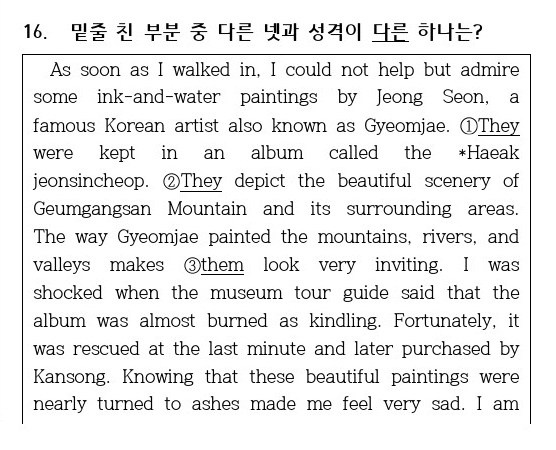 16. 밑줄 친 부분 중 다른 넷과 성격이 다른 하나는?
As soon as I walked in, I could not help but admire
some ink-and-water paintings by Jeong Seon, a
famous Korean artist also known as Gyeomjae. ①They
were kept in an album called the *Haeak
jeonsincheop. ②They depict the beautiful scenery of
Geumgangsan Mountain and its surrounding areas.
The way Gyeomjae painted the mountains, rivers, and
valleys makes ③them look very inviting. I was
shocked when the museum tour guide said that the
album was almost burned as kindling. Fortunately, it
was rescued at the last minute and later purchased by
Kansong. Knowing that these beautiful paintings were
nearly turned to ashes made me feel very sad. I am